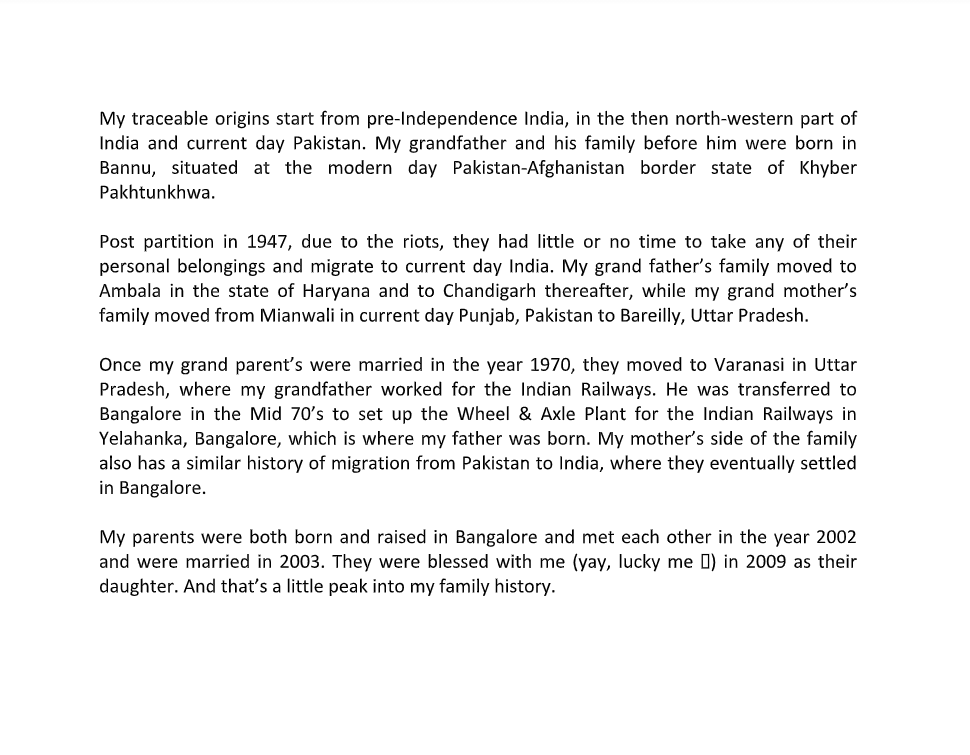 My traceable origins start from pre-Independence India, in the then north-western part of
India and current day Pakistan. My grandfather and his family before him were born in
Bannu, situated at the modern day Pakistan-Afghanistan border state of Khyber
Pakhtunkhwa.
Post partition in 1947, due to the riots, they had little or no time to take any of their
personal belongings and migrate to current day India. My grand father’s family moved to
Ambala in the state of Haryana and to Chandigarh thereafter, while my grand mother’s
family moved from Mianwali in current day Punjab, Pakistan to Bareilly, Uttar Pradesh.
Once my grand parent’s were married in the year 1970, they moved to Varanasi in Uttar
Pradesh, where my grandfather worked for the Indian Railways. He was transferred to
Bangalore in the Mid 70’s to set up the Wheel & Axle Plant for the Indian Railways in
Yelahanka, Bangalore, which is where my father was born. My mother’s side of the family
also has a similar history of migration from Pakistan to India, where they eventually settled
in Bangalore.
My parents were both born and raised in Bangalore and met each other in the year 2002
and were married in 2003. They were blessed with me (yay, lucky me ▯) in 2009 as their
daughter. And that’s a little peak into my family history.